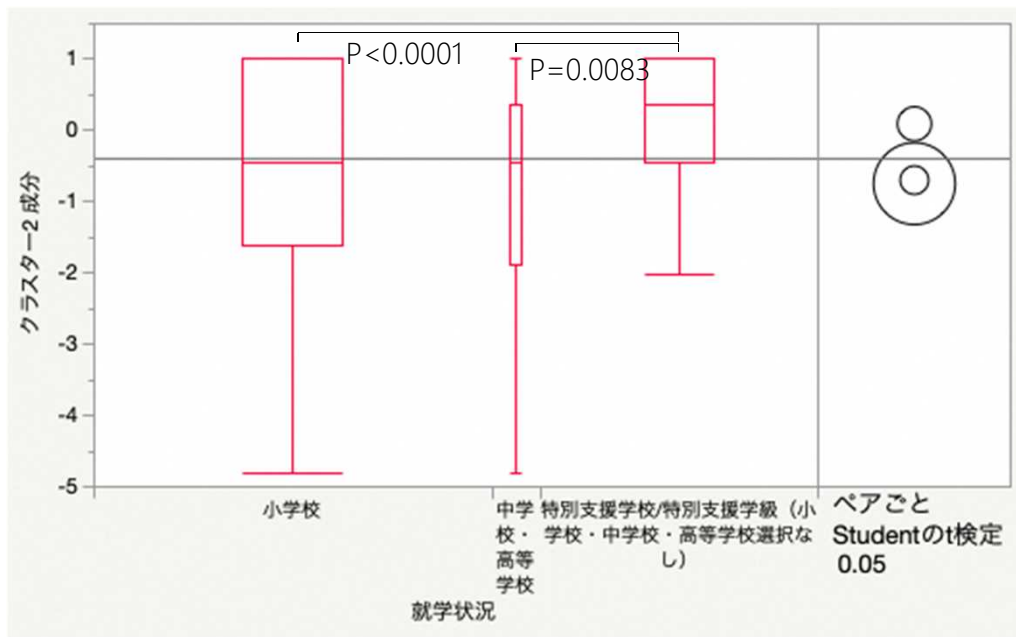 P<0.0001
P=0.0083
1
0
-1
-2
-3
-4
-5
クラスター2 成分
小学校
中学
校・
高等
学校
特別支援学校/特別支援学級（小
学校・中学校・高等学校選択な
し）
就学状況
ペアごと
Studentのt検定
0.05